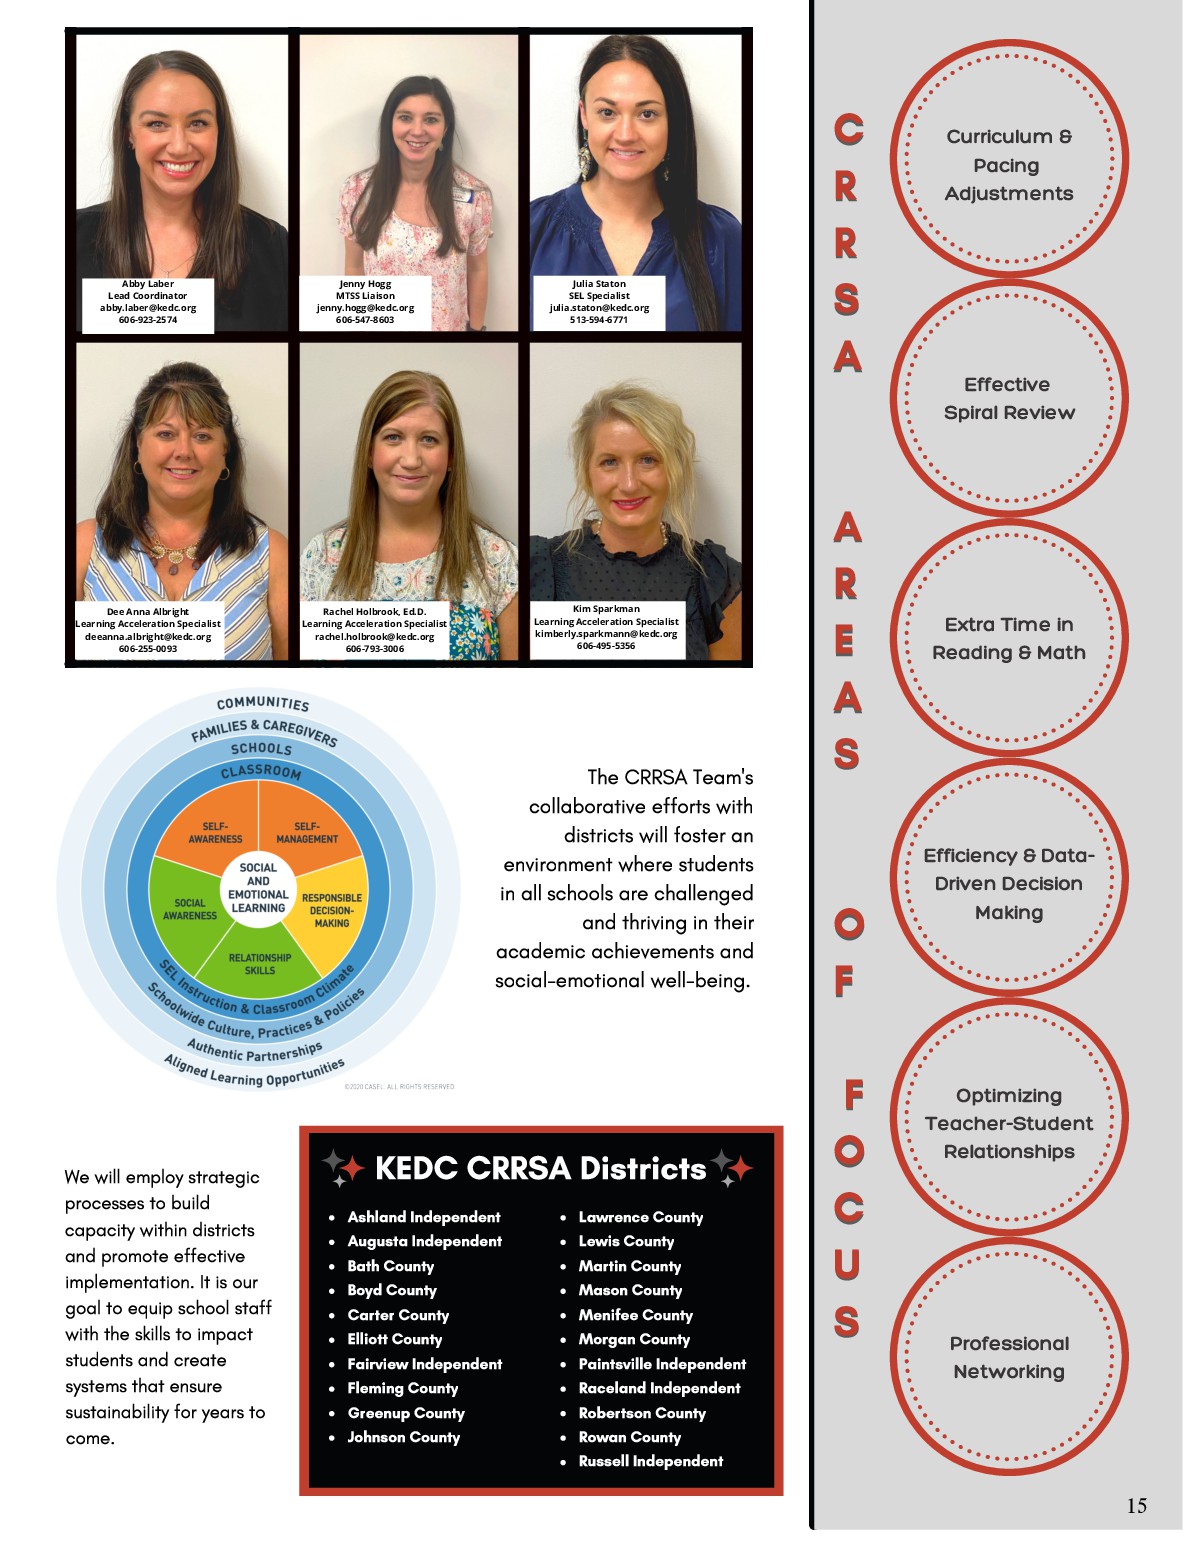 Abby Laber
Lead Coordinator
abby.laber@kedc.org
606-923-2574
Jenny Hogg
MTSS Liaison
jenny.hogg@kedc.org
606-547-8603
Julia Staton
SEL Specialist
julia.staton@kedc.org
513-594-6771
Dee Anna Albright
Learning Acceleration Specialist
deeanna.albright@kedc.org
606-255-0093
Rachel Holbrook, Ed.D.
Learning Acceleration Specialist
rachel.holbrook@kedc.org
606-793-3006
Kim Sparkman
Learning Acceleration Specialist
kimberly.sparkmann@kedc.org
606-495-5356
COMMUNITIES
FAMILIES & CAREGIVERS
SCHOOLS
CLASSROOM
SELF-
AWARENESS
SELF-
MANAGEMENT
SOCIAL
AND
EMOTIONAL
LEARNING
SOCIAL
AWARENESS
RESPONSIBLE
DECISION-
MAKING
RELATIONSHIP
SKILLS
SEL Instruction & Classroom Climate
Schoolwide Culture, Practices & Policies
Authentic Partnerships
Aligned Learning Opportunities
©2020 CASEL. ALL RIGHTS RESERVED.
The CRRSA Team's
collaborative efforts with
districts will foster an
environment where students
in all schools are challenged
and thriving in their
academic achievements and
social-emotional well-being.
We will employ strategic
processes to build
capacity within districts
and promote effective
implementation. It is our
goal to equip school staff
with the skills to impact
students and create
systems that ensure
sustainability for years to
come.
KEDC CRRSA Districts
• Ashland Independent
• Augusta Independent
• Bath County
• Boyd County
• Carter County
• Elliott County
• Fairview Independent
• Fleming County
• Greenup County
• Johnson County
• Lawrence County
• Lewis County
• Martin County
• Mason County
• Menifee County
• Morgan County
• Paintsville Independent
• Raceland Independent
• Robertson County
• Rowan County
• Russell Independent
CRRSA
AREAS
OF
FOCUS
Curriculum &
Pacing
Adjustments
Effective
Spiral Review
Extra Time in
Reading & Math
Efficiency & Data-
Driven Decision
Making
Optimizing
Teacher-Student
Relationships
Professional
Networking
15